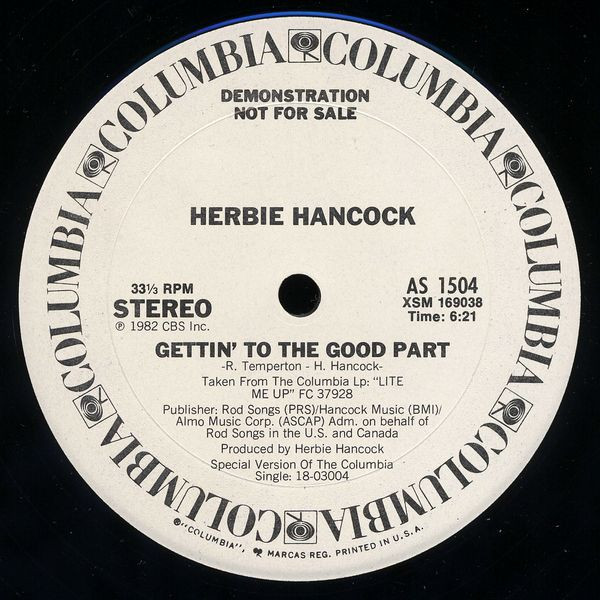 COLUMBIA COLUMBIA COLUMBIA COLUMBIA COLUMBIA COLUMBIA COLUMBIA COLUMBIA
DEMONSTRATION
NOT FOR SALE
HERBIE HANCOCK
33⅓ RPM
STEREO
℗ 1982 CBS Inc.
AS 1504
XSM 169038
Time: 6:21
GETTIN' TO THE GOOD PART
-R. Temperton - H. Hancock-
Taken From The Columbia Lp: "LITE
ME UP" FC 37928
Publisher: Rod Songs (PRS)/Hancock Music (BMI)/
Almo Music Corp. (ASCAP) Adm. on behalf of
Rod Songs in the U.S. and Canada
Produced by Herbie Hancock
Special Version Of The Columbia
Single: 18-03004
®"COLUMBIA", MARCAS REG. PRINTED IN U.S.A.